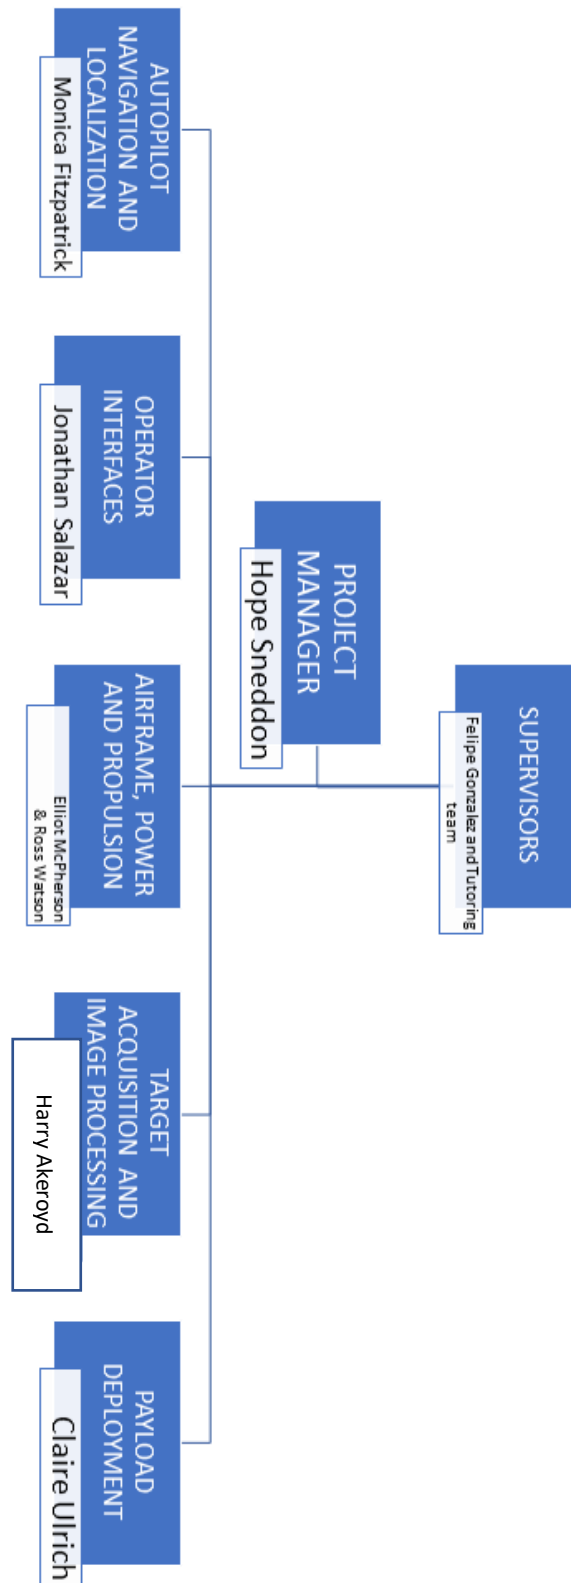 SUPERVISORS
Felipe Gonzalez and Tutoring
team
PROJECT
MANAGER
Hope Sneddon
AUTOPILOT
NAVIGATION AND
LOCALIZATION
Monica Fitzpatrick
OPERATOR
INTERFACES
Jonathan Salazar
AIRFRAME, POWER
AND PROPULSION
Elliot McPherson
& Ross Watson
TARGET
ACQUISITION AND
IMAGE PROCESSING
Harry Akeroyd
PAYLOAD
DEPLOYMENT
Claire Ulrich